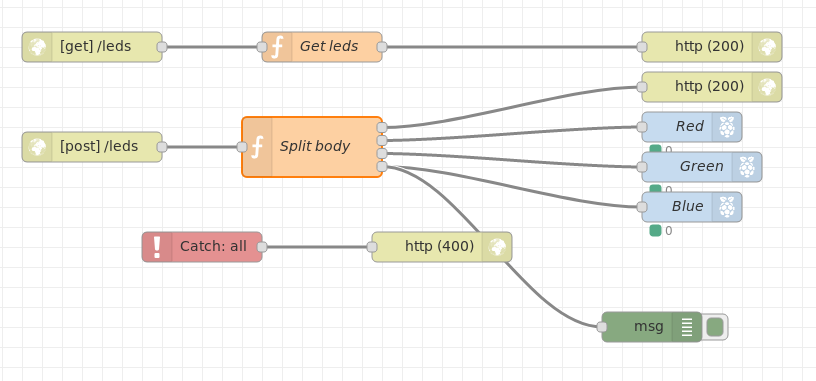 [get] /leds
Get leds
http (200)
http (200)
[post] /leds
Split body
Red
0
Green
0
Blue
0
Catch: all
http (400)
msg